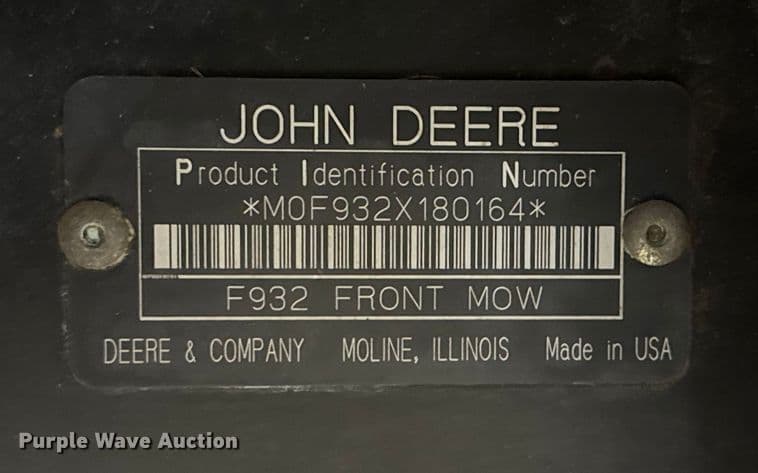 JOHN DEERE
Product Identification Number
*M0F932X180164*
F932 FRONT MOW
DEERE & COMPANY MOLINE, ILLINOIS Made in USA
Purple Wave Auction